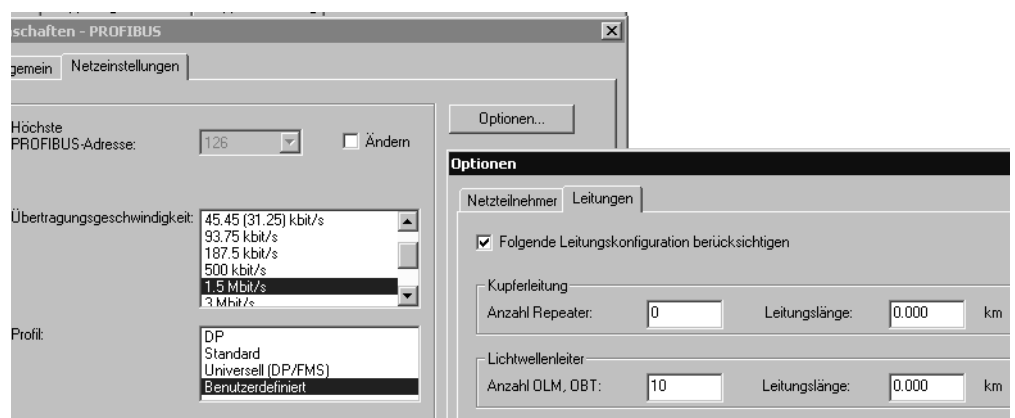 schaften - PROFIBUS
gemein Netzeinstellungen
Höchste
PROFIBUS-Adresse:
126
Ändern
Optionen...
Übertragungsgeschwindigkeit:
45.45 (31.25) kbit/s
93.75 kbit/s
187.5 kbit/s
500 kbit/s
1.5 Mbit/s
3 Mbit/s
Profil:
DP
Standard
Universell (DP/FMS)
Benutzerdefiniert
Optionen
Netzteilnehmer Leitungen
Folgende Leitungskonfiguration berücksichtigen
Kupferleitung
Anzahl Repeater: 0 Leitungslänge: 0.000 km
Lichtwellenleiter
Anzahl OLM, OBT: 10 Leitungslänge: 0.000 km